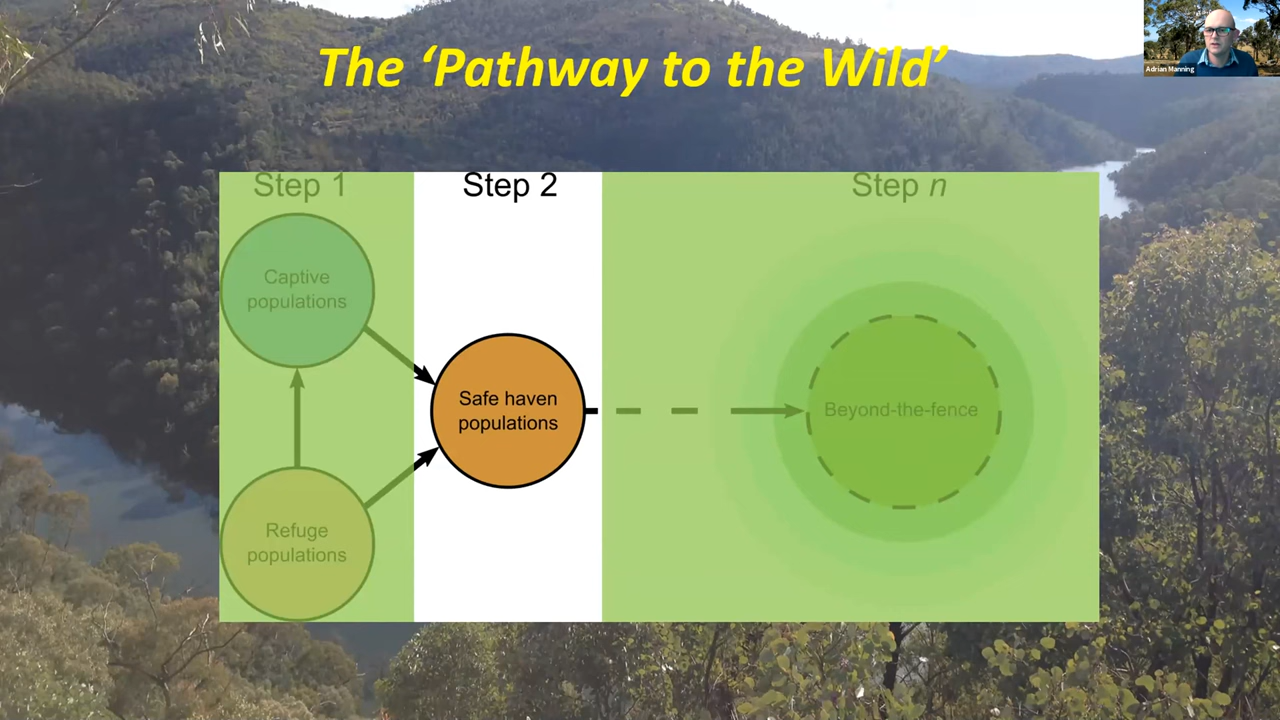 The ‘Pathway to the Wild’
Adrian Manning
Step 1
Step 2
Step n
Captive
populations
Safe haven
populations
Beyond-the-fence
Refuge
populations